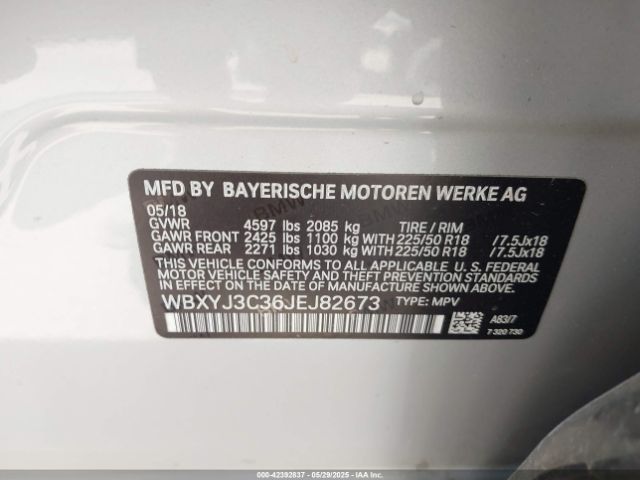 MFD BY BAYERISCHE MOTOREN WERKE AG
05/18
GVWR 4597 lbs 2085 kg TIRE / RIM
GAWR FRONT 2425 lbs 1100 kg WITH 225/50 R18 /7.5Jx18
GAWR REAR 2271 lbs 1030 kg WITH 225/50 R18 /7.5Jx18
THIS VEHICLE CONFORMS TO ALL APPLICABLE U. S. FEDERAL
MOTOR VEHICLE SAFETY, BUMPER, AND THEFT PREVENTION
STANDARDS IN EFFECT ON THE DATE OF MANUFACTURE SHOWN ABOVE.
WBXYJ3C36JEJ82673 TYPE: MPV
A83/7
7 320 730
000-42392837 - 05/29/2025 - IAAI.COM